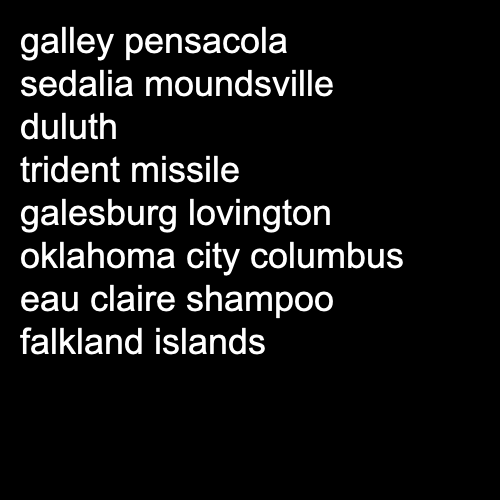 galley pensacola
sedalia moundsville
duluth
trident missile
galesburg lovington
oklahoma city columbus
eau claire shampoo
falkland islands